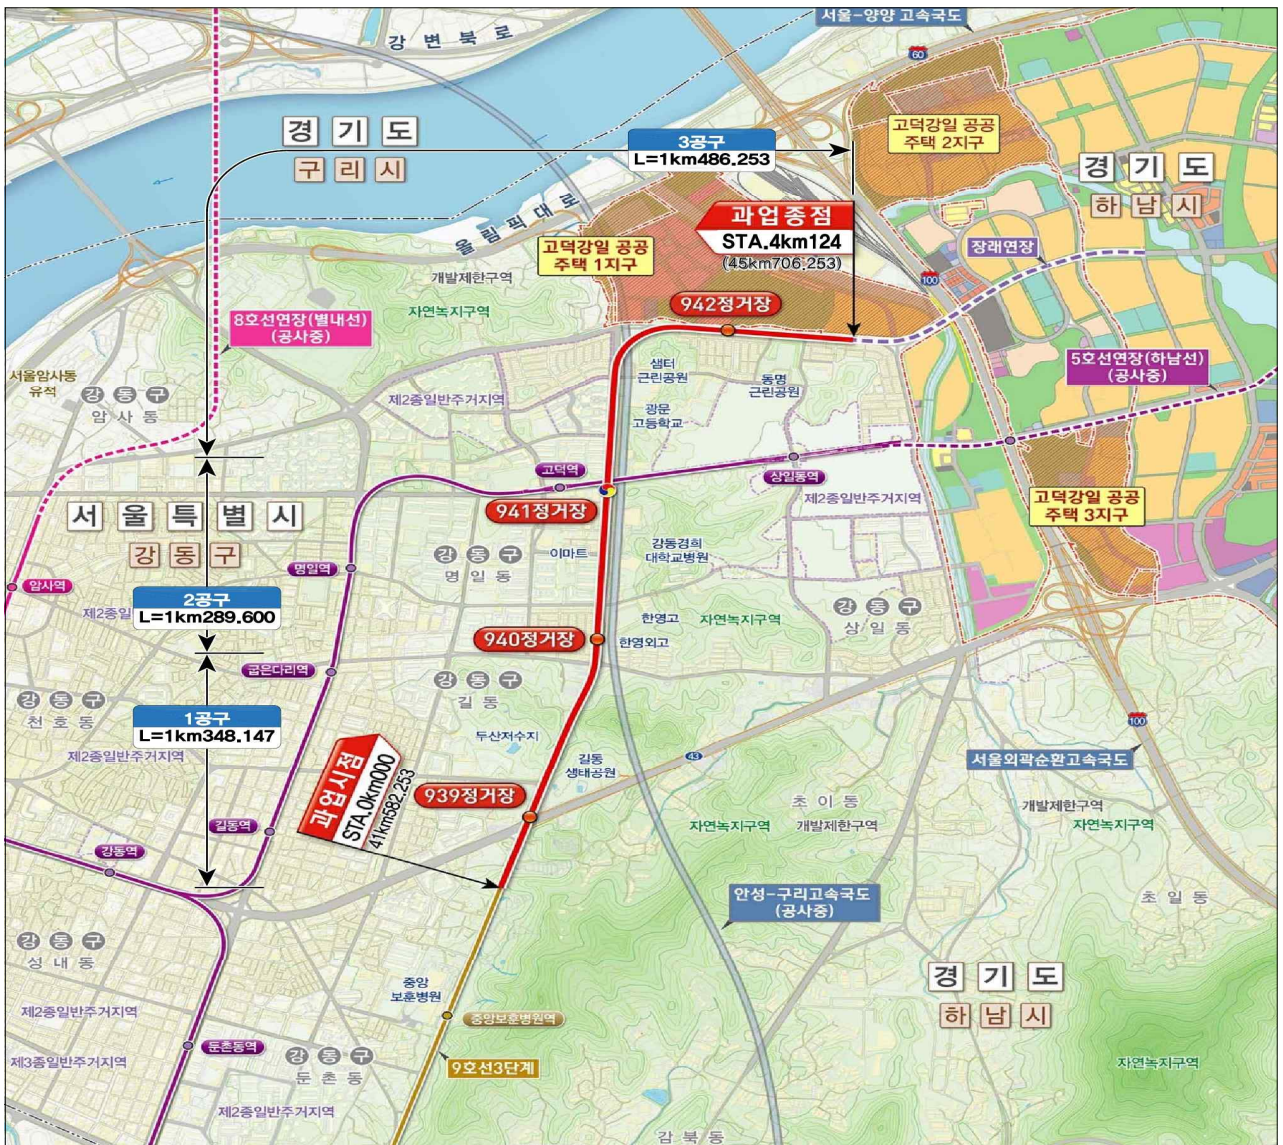 서울-양양 고속국도
강변북로
60
경기도
구리시
3공구
L=1km486.253
고덕강일 공공
주택 2지구
경기도
하남시
올림픽대로
과업종점
STA.4km124
(45km706.253)
고덕강일 공공
주택 1지구
장래연장
개발제한구역
자연녹지구역
100
942정거장
8호선연장(별내선)
(공사중)
5호선연장(하남선)
(공사중)
서울암사동
유적
강동구
암사동
제2종일반주거지역
샘터
근린공원
동명
근린공원
광문
고등학교
고덕역
상일동역
제2종일반주거지역
941정거장
고덕강일 공공
주택 3지구
서울특별시
강동구
강동구
명일동
이마트
강동경희
대학교병원
명일역
암사역
2공구
L=1km289.600
제2종일
강동구
상일동
한영고
자연녹지구역
940정거장
한영외고
굽은다리역
강동구
길동
강동구
천호동
1공구
L=1km348.147
두산저수지
제2종일반주거지역
43
100
서울외곽순환고속국도
길동
생태공원
과업시점
STA.0km000
41km582.253
939정거장
초이동
개발제한구역
자연녹지구역
자연녹지구역
개발제한구역
길동역
강동역
안성-구리고속국도
(공사중)
초일동
강동구
성내동
경기도
하남시
중앙
보훈병원
중앙보훈병원역
제2종일반주거지역
둔촌동역
강동구
둔촌동
9호선3단계
제3종일반주거지역
자연녹지구역
제2종일반주거지역
감북동